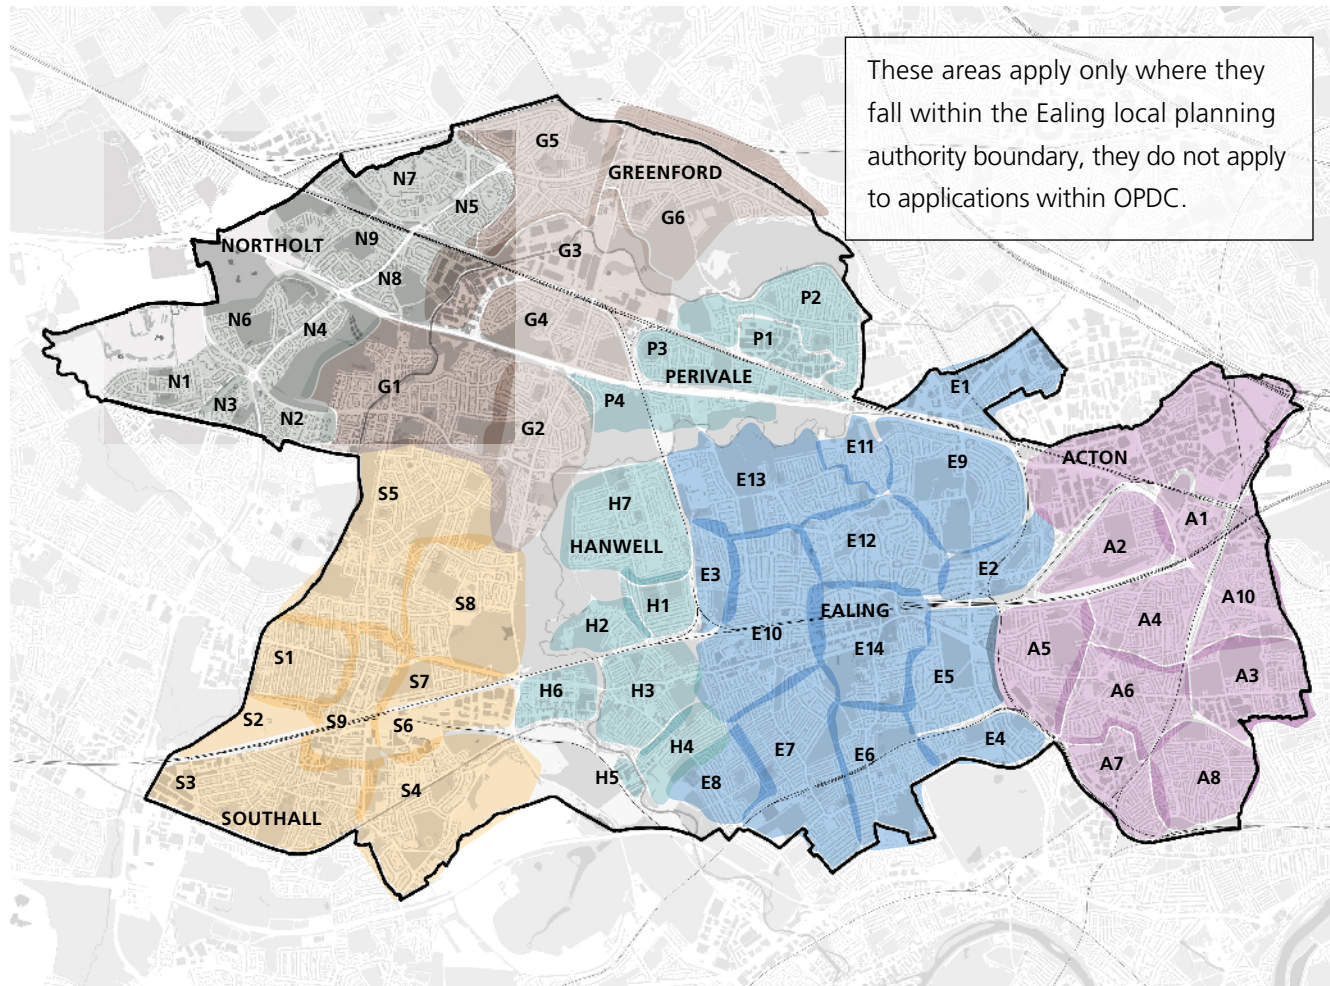 These areas apply only where they
fall within the Ealing local planning
authority boundary, they do not apply
to applications within OPDC.
G5
GREENFORD
N7
N5
G6
N9
NORTHOLT
G3
N8
P2
N6
N4
G4
P1
P3
PERIVALE
N1
G1
E1
N3
P4
N2
G2
E11
E9
ACTON
E13
S5
H7
A1
HANWELL
E12
A2
E3
E2
S8
H1
EALING
A10
H2
E10
A4
S1
E14
A5
S7
E5
A3
H6
H3
A6
S2
S9
S6
H4
E7
E6
E4
H5
E8
A7
A8
S3
S4
SOUTHALL